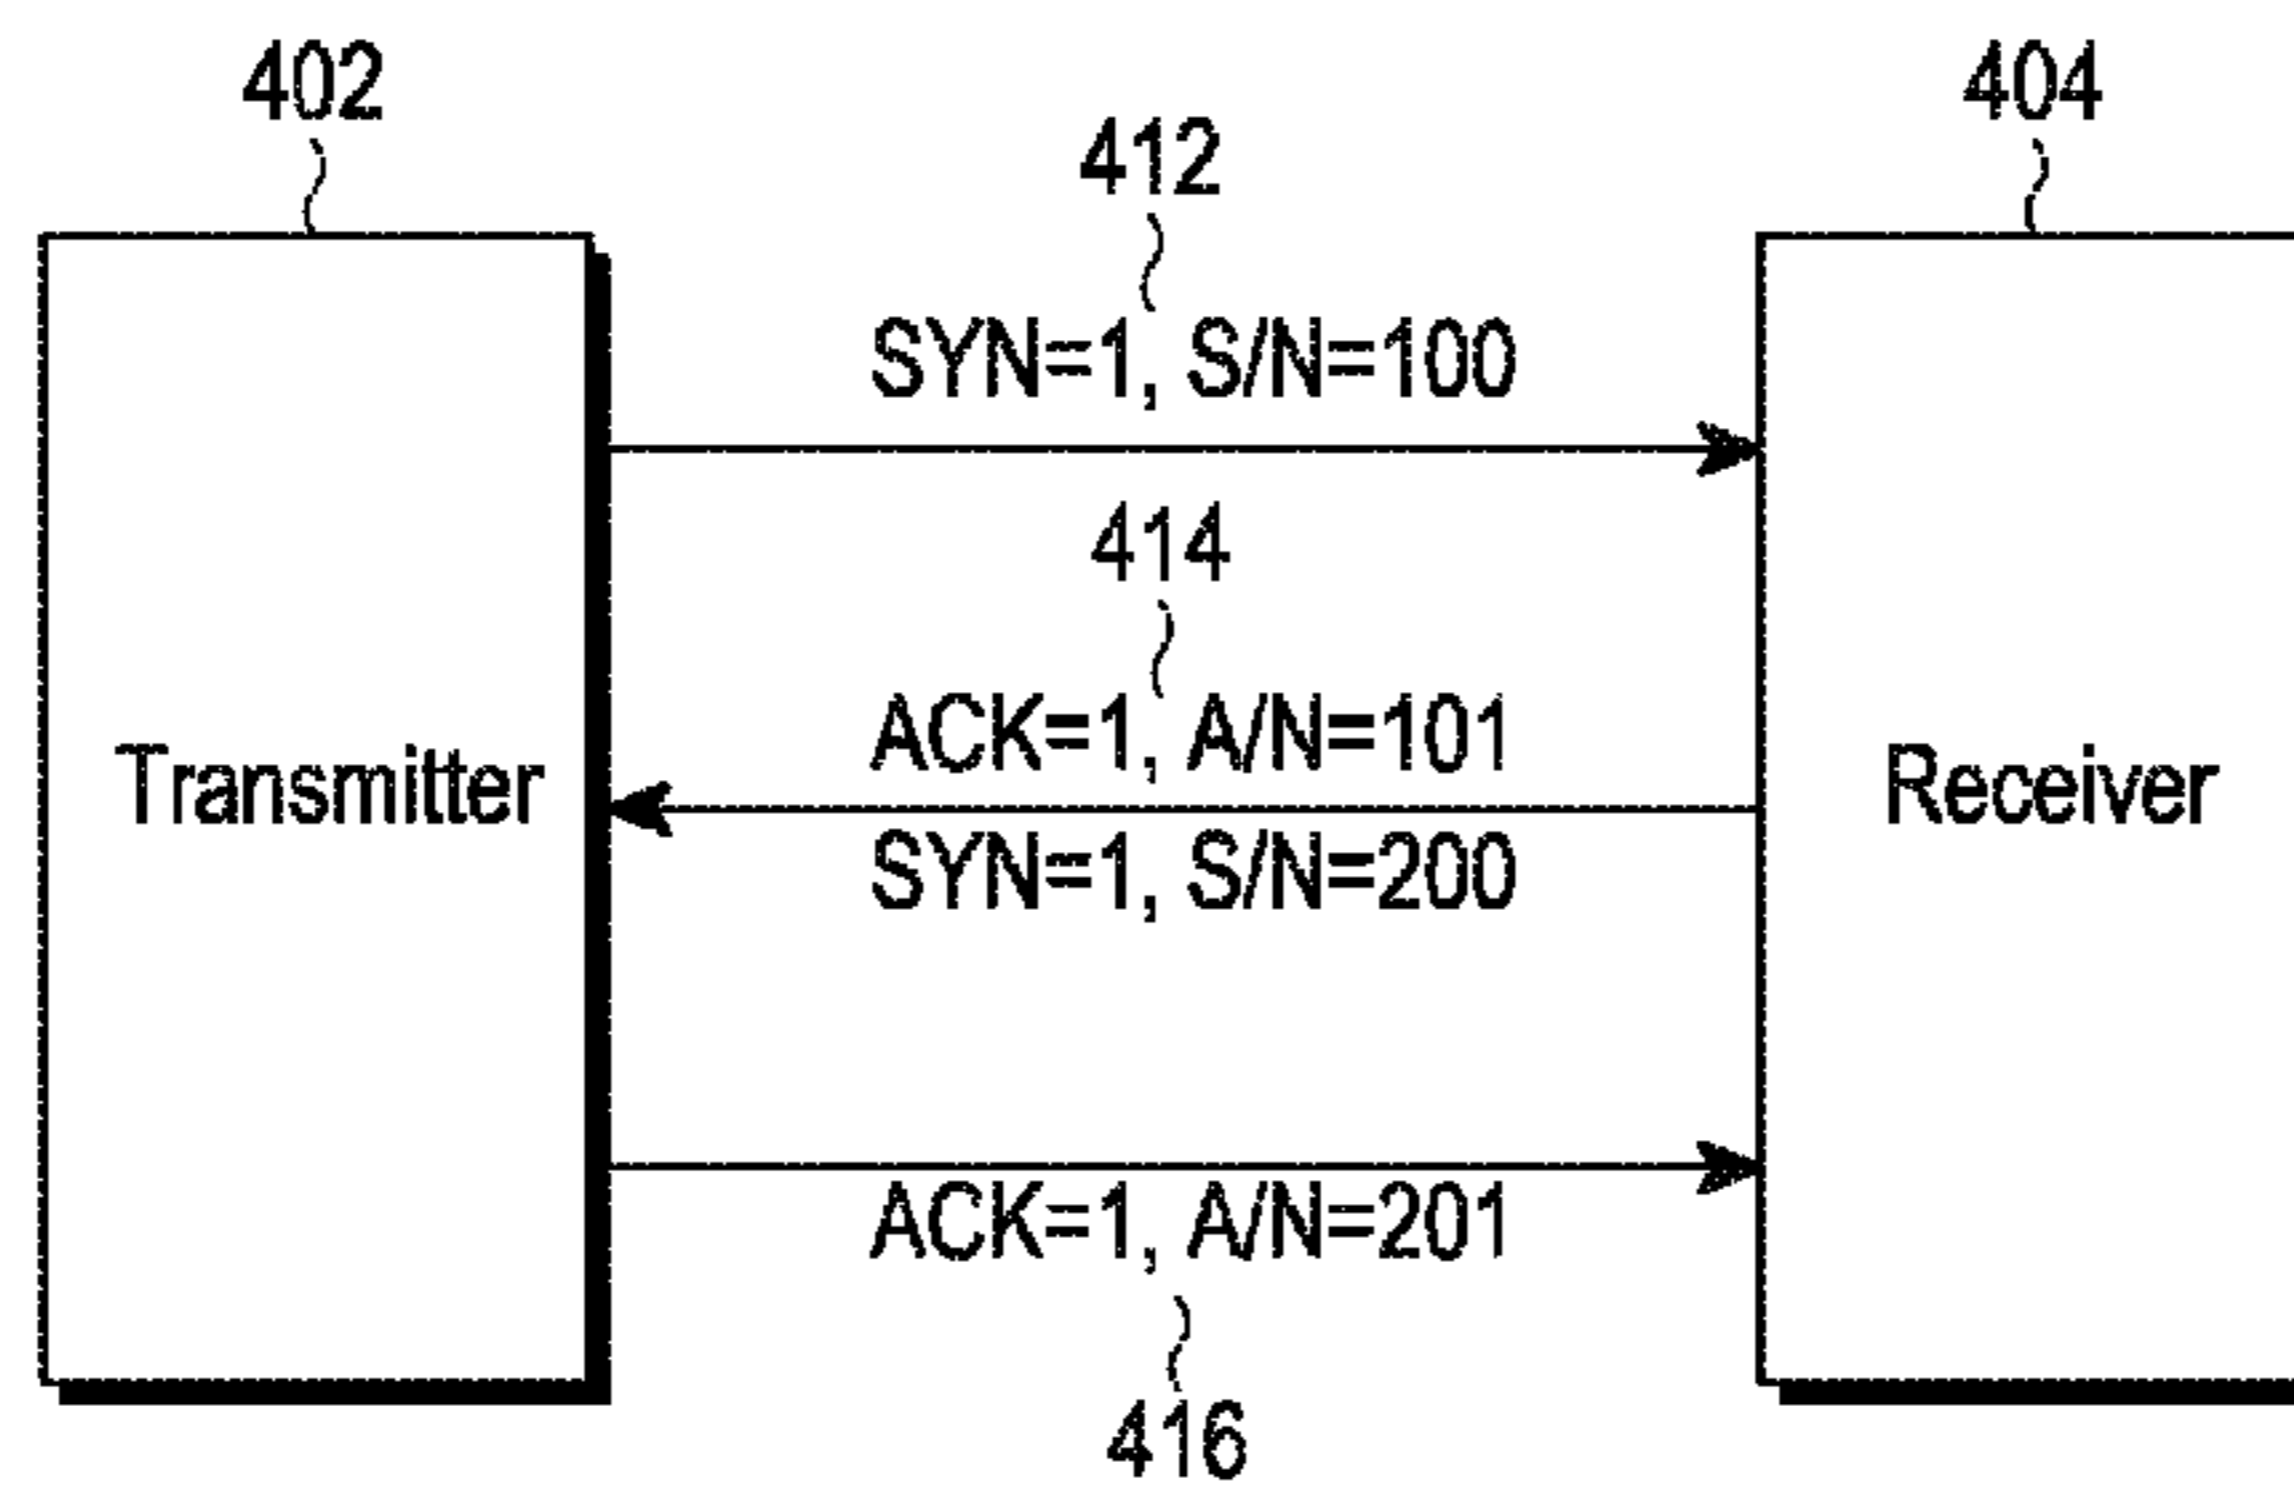 402
404
412
SYN=1, S/N=100
414
ACK=1, A/N=101
Transmitter
Receiver
SYN=1, S/N=200
ACK=1, A/N=201
416